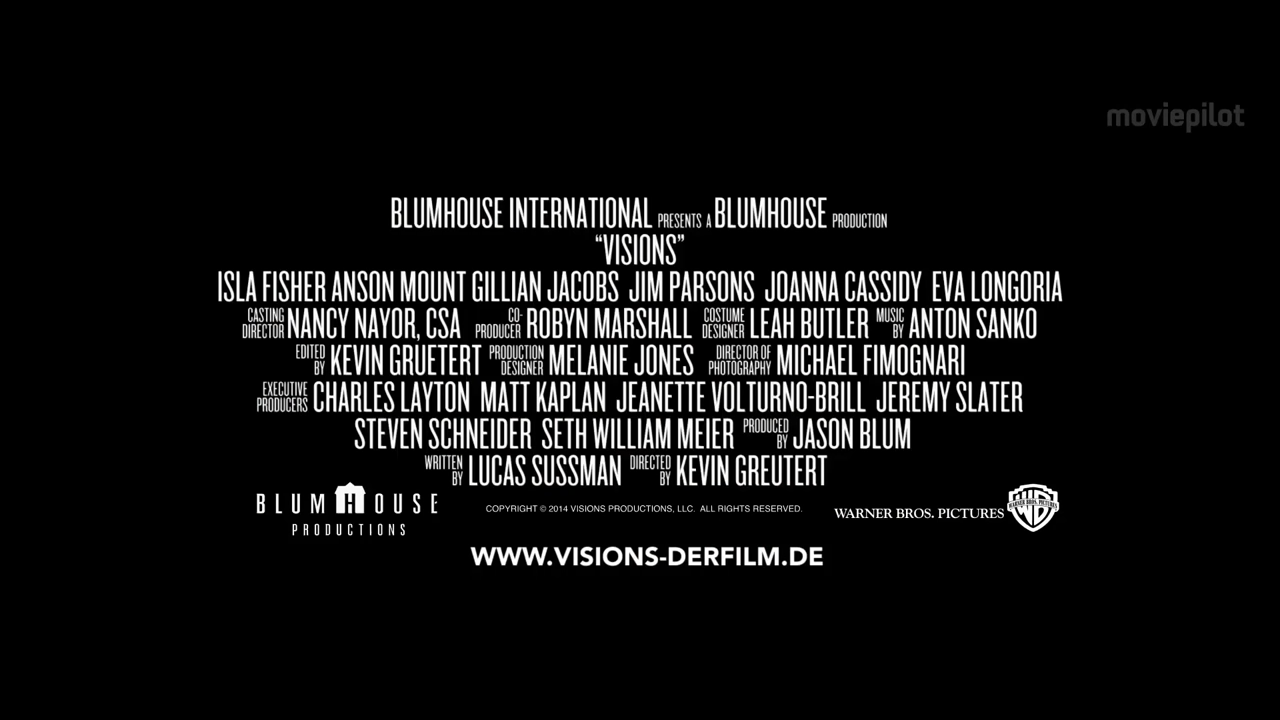 moviepilot
BLUMHOUSE INTERNATIONAL PRESENTS A BLUMHOUSE PRODUCTION
“VISIONS”
ISLA FISHER ANSON MOUNT GILLIAN JACOBS JIM PARSONS JOANNA CASSIDY EVA LONGORIA
CASTING DIRECTOR NANCY NAYOR, CSA CO-PRODUCER ROBYN MARSHALL COSTUME DESIGNER LEAH BUTLER MUSIC BY ANTON SANKO
EDITED BY KEVIN GRUETERT PRODUCTION DESIGNER MELANIE JONES DIRECTOR OF PHOTOGRAPHY MICHAEL FIMOGNARI
EXECUTIVE PRODUCERS CHARLES LAYTON MATT KAPLAN JEANETTE VOLTURNO-BRILL JEREMY SLATER
STEVEN SCHNEIDER SETH WILLIAM MEIER PRODUCED BY JASON BLUM
WRITTEN BY LUCAS SUSSMAN DIRECTED BY KEVIN GREUTERT
BLUMHOUSE
PRODUCTIONS
COPYRIGHT © 2014 VISIONS PRODUCTIONS, LLC. ALL RIGHTS RESERVED.
WARNER BROS. PICTURES WB WARNER BROS. PICTURES
WWW.VISIONS-DERFILM.DE